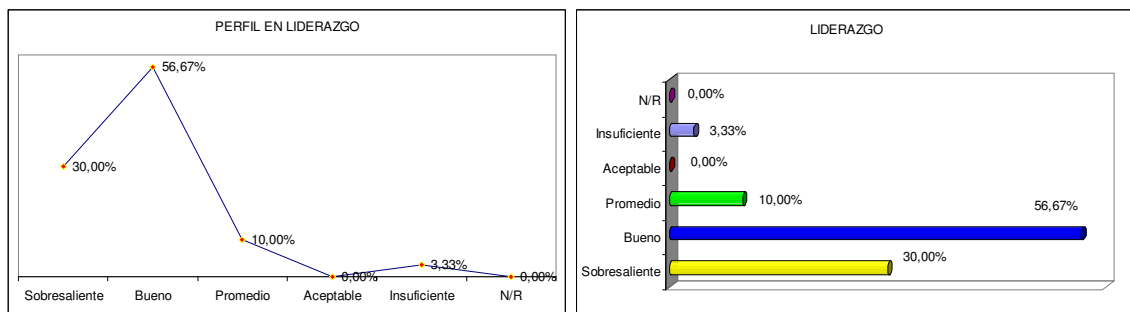 PERFIL EN LIDERAZGO
56,67%
30,00%
10,00%
0,00%
3,33%
0,00%
Sobresaliente
Bueno
Promedio
Aceptable
Insuficiente
N/R
LIDERAZGO
N/R
0,00%
Insuficiente
3,33%
Aceptable
0,00%
Promedio
10,00%
56,67%
Bueno
30,00%
Sobresaliente